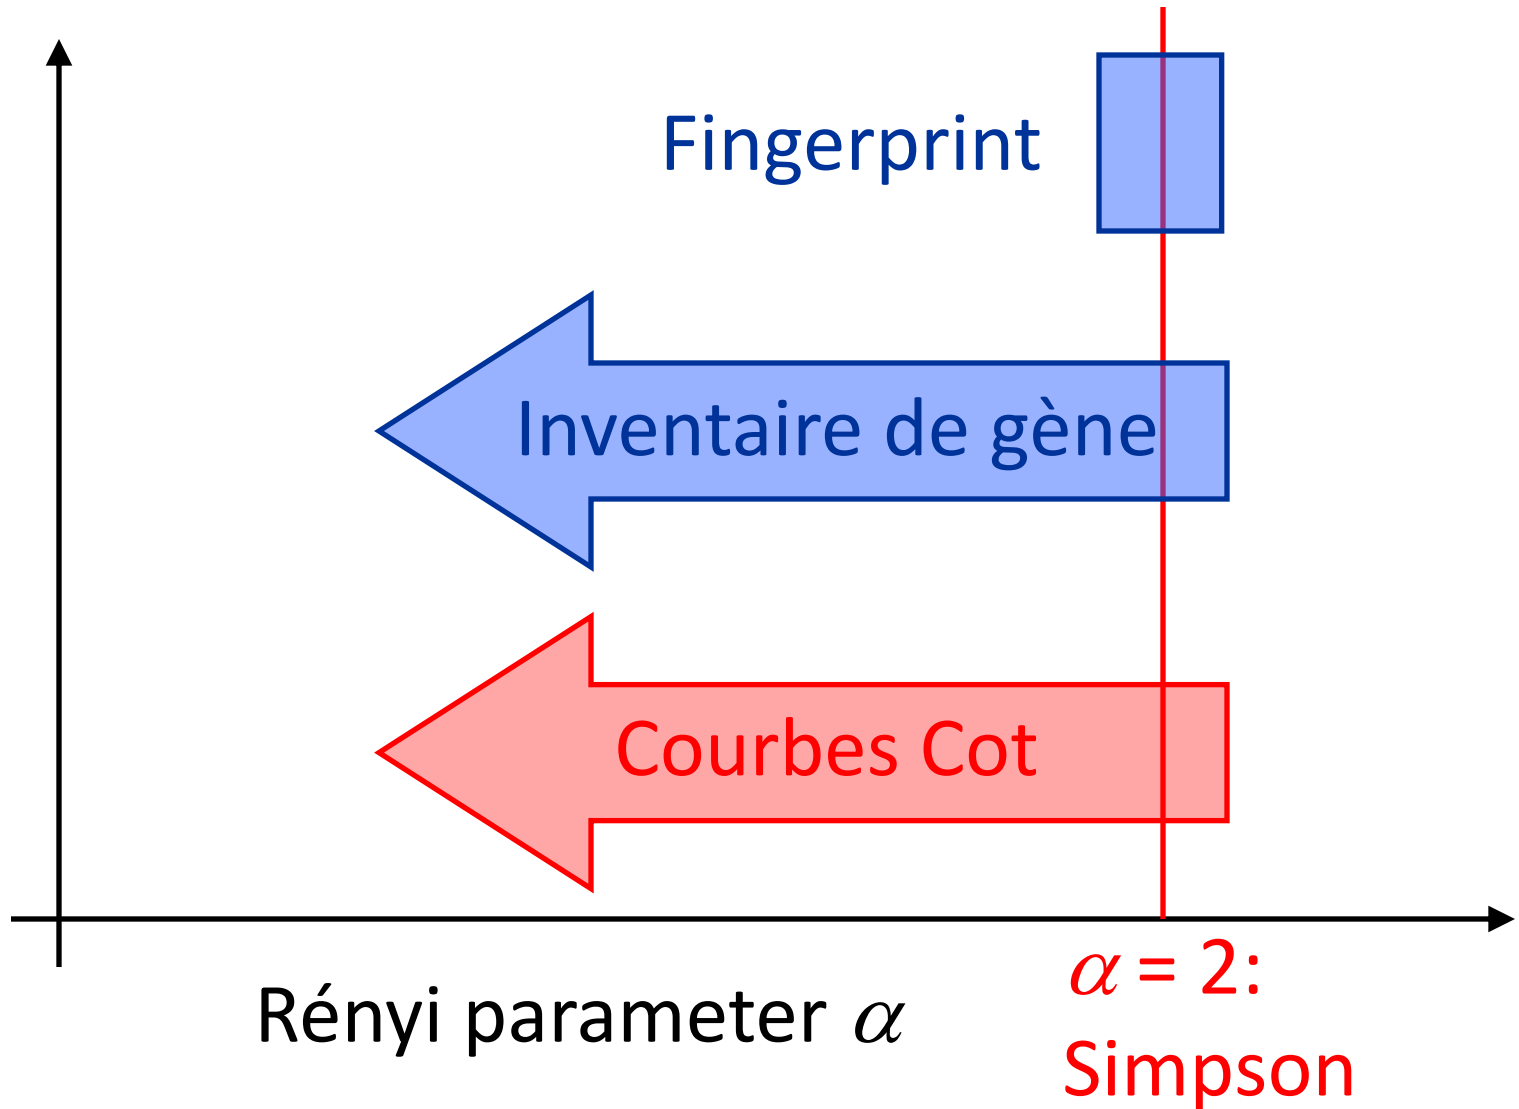 Fingerprint
Inventaire de gène
Courbes Cot
Rényi parameter α
α = 2:
Simpson